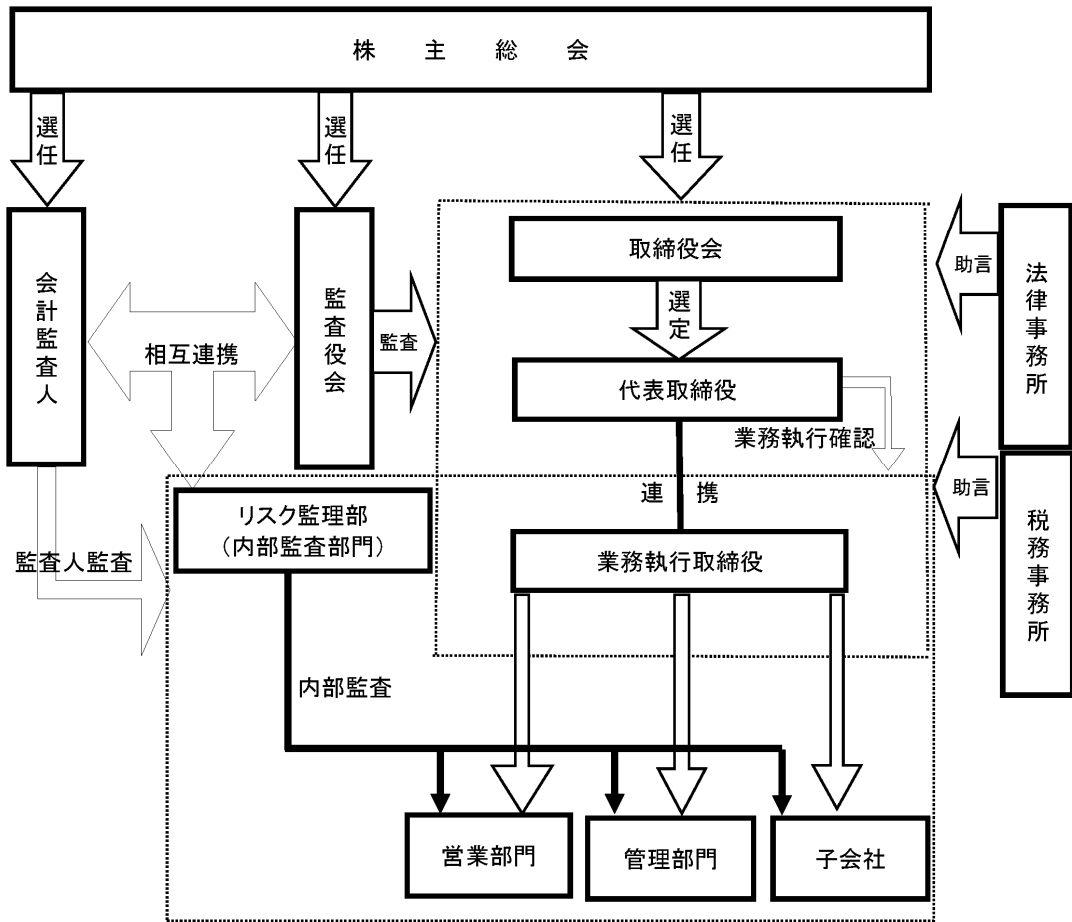 株主総会
選任
選任
選任
会計監査人
監査役会
取締役会
選定
代表取締役
業務執行確認
相互連携
監査
助言
法律事務所
助言
税務事務所
連携
リスク監理部
（内部監査部門）
業務執行取締役
監査人監査
内部監査
営業部門
管理部門
子会社